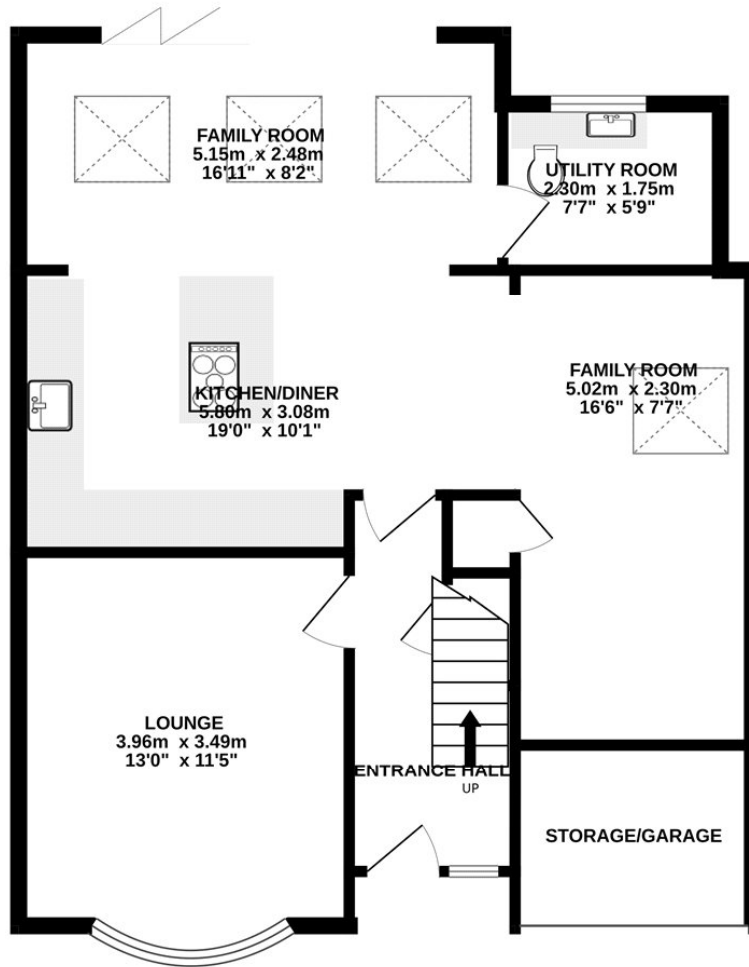 FAMILY ROOM
5.15m x 2.48m
16'11" x 8'2"
UTILITY ROOM
2.30m x 1.75m
7'7" x 5'9"
KITCHEN/DINER
5.80m x 3.08m
19'0" x 10'1"
FAMILY ROOM
5.02m x 2.30m
16'6" x 7'7"
LOUNGE
3.96m x 3.49m
13'0" x 11'5"
ENTRANCE HALL
UP
STORAGE/GARAGE